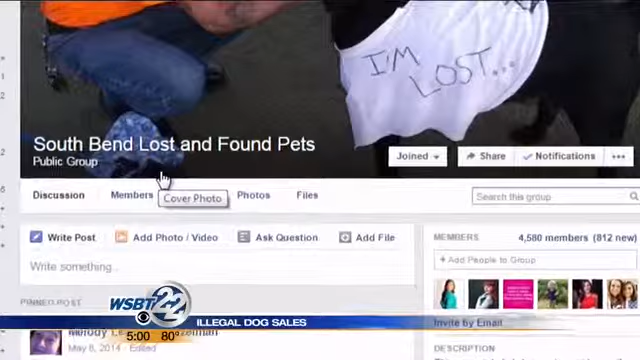 I'M LOST...
South Bend Lost and Found Pets
Public Group
Joined
Share
Notifications
Discussion
Members
Photos
Files
Cover Photo
Search this group
Write Post
Add Photo / Video
Ask Question
Add File
Write something...
MEMBERS
4,580 members (812 new)
+ Add People to Group
PINNED POST
Invite by Email
May 8, 2014 · Edited
DESCRIPTION
WSBT 22
ILLEGAL DOG SALES
5:00 80°